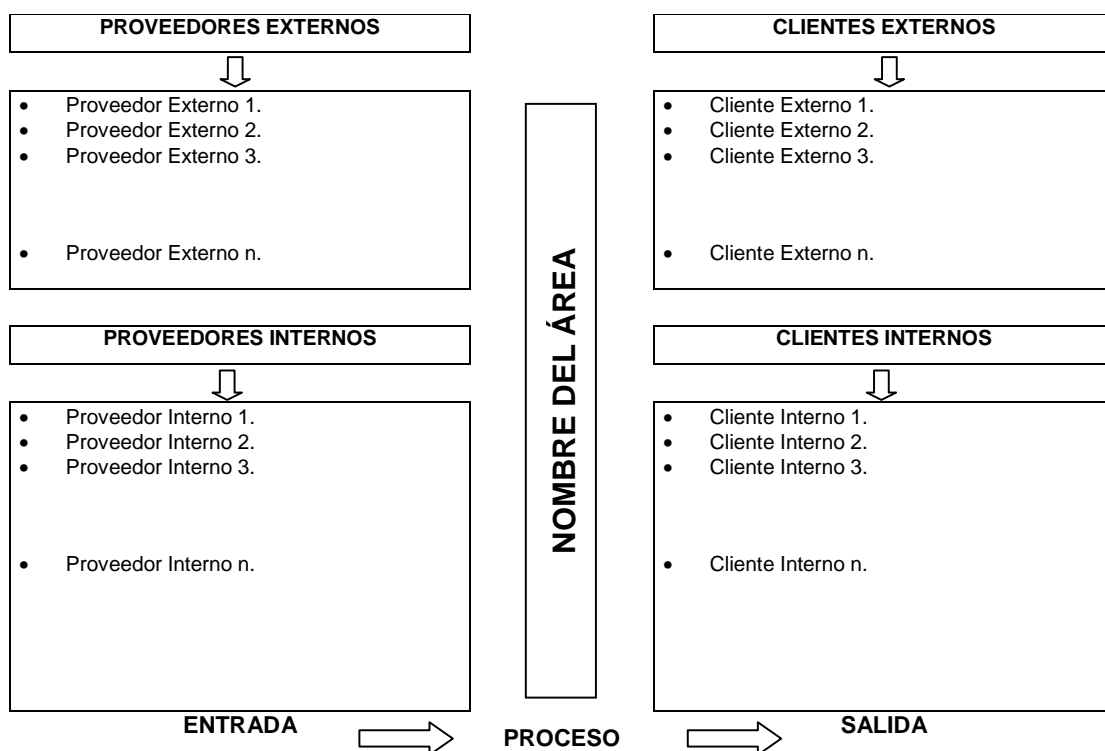 PROVEEDORES EXTERNOS
• Proveedor Externo 1.
• Proveedor Externo 2.
• Proveedor Externo 3.
• Proveedor Externo n.
PROVEEDORES INTERNOS
• Proveedor Interno 1.
• Proveedor Interno 2.
• Proveedor Interno 3.
• Proveedor Interno n.
ENTRADA
NOMBRE DEL ÁREA
PROCESO
CLIENTES EXTERNOS
• Cliente Externo 1.
• Cliente Externo 2.
• Cliente Externo 3.
• Cliente Externo n.
CLIENTES INTERNOS
• Cliente Interno 1.
• Cliente Interno 2.
• Cliente Interno 3.
• Cliente Interno n.
SALIDA